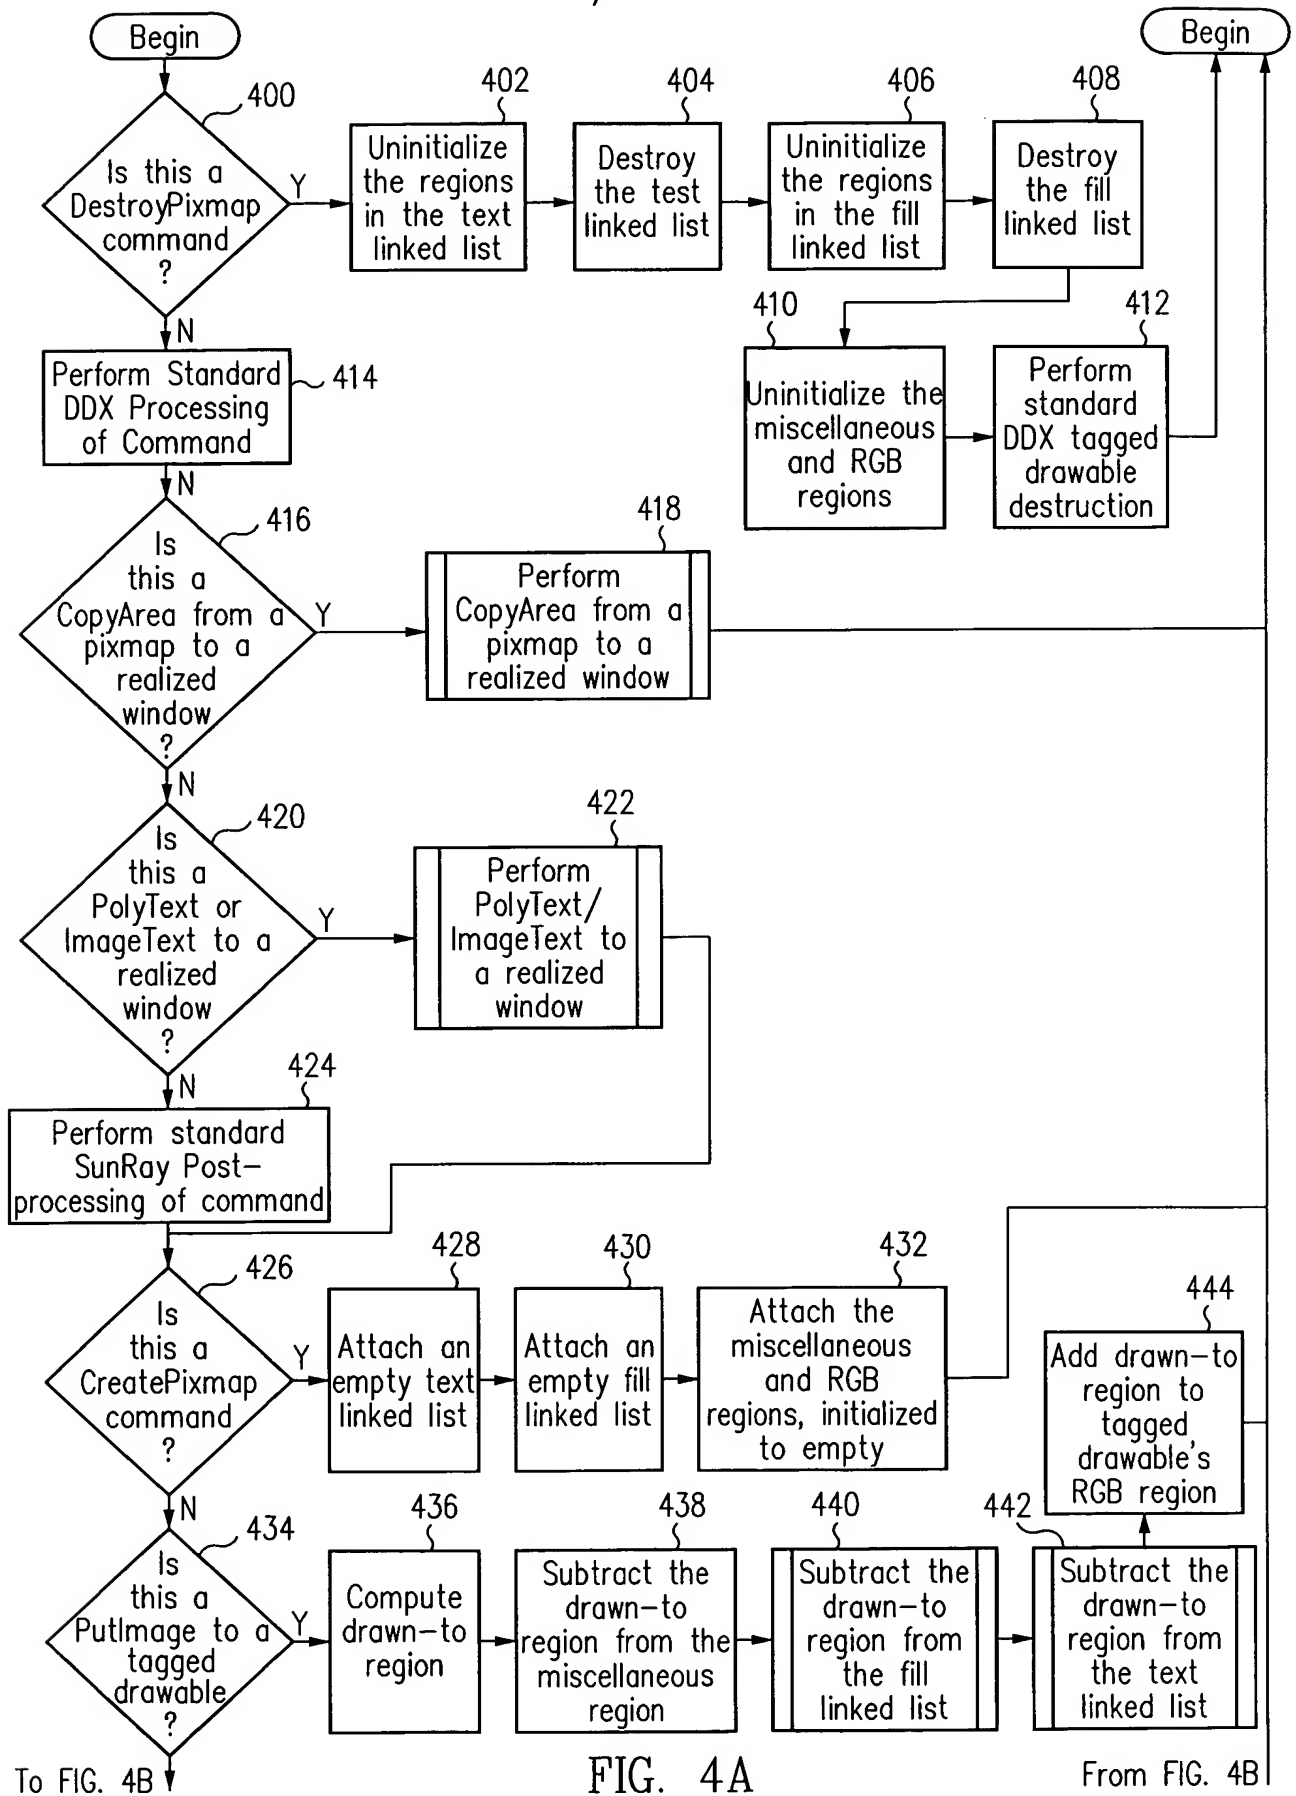 Begin
Begin
400
402
404
406
408
Is this a
DestroyPixmap
command
?
Y
Uninitialize
the regions
in the text
linked list
Destroy
the test
linked list
Uninitialize
the regions
in the fill
linked list
Destroy
the fill
linked list
N
410
412
Perform Standard
DDX Processing
of Command
414
Uninitialize the
miscellaneous
and RGB
regions
Perform
standard
DDX tagged
drawable
destruction
N
416
418
Is
this a
CopyArea from a
pixmap to a
realized
window
?
Y
Perform
CopyArea from a
pixmap to a
realized window
N
420
422
Is
this a
PolyText or
ImageText to a
realized
window
?
Y
Perform
PolyText/
ImageText to
a realized
window
N
424
Perform standard
SunRay Post-
processing of command
426
428
430
432
Is
this a
CreatePixmap
command
?
Y
Attach an
empty text
linked list
Attach an
empty fill
linked list
Attach the
miscellaneous
and RGB
regions, initialized
to empty
444
Add drawn-to
region to
tagged
drawable's
RGB region
N
434
436
438
440
442
Is
this a
PutImage to a
tagged
drawable
?
Y
Compute
drawn-to
region
Subtract the
drawn-to
region from the
miscellaneous
region
Subtract the
drawn-to
region from
the fill
linked list
Subtract the
drawn-to
region from
the text
linked list
To FIG. 4B
FIG. 4A
From FIG. 4B